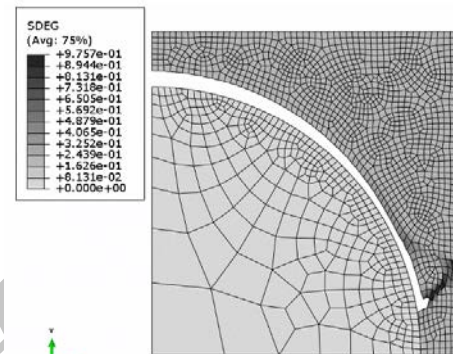 SDEG
(Avg: 75%)
+9.757e-01
+8.944e-01
+8.131e-01
+7.318e-01
+6.505e-01
+5.692e-01
+4.879e-01
+4.065e-01
+3.252e-01
+2.439e-01
+1.626e-01
+8.131e-02
+0.000e+00
Y